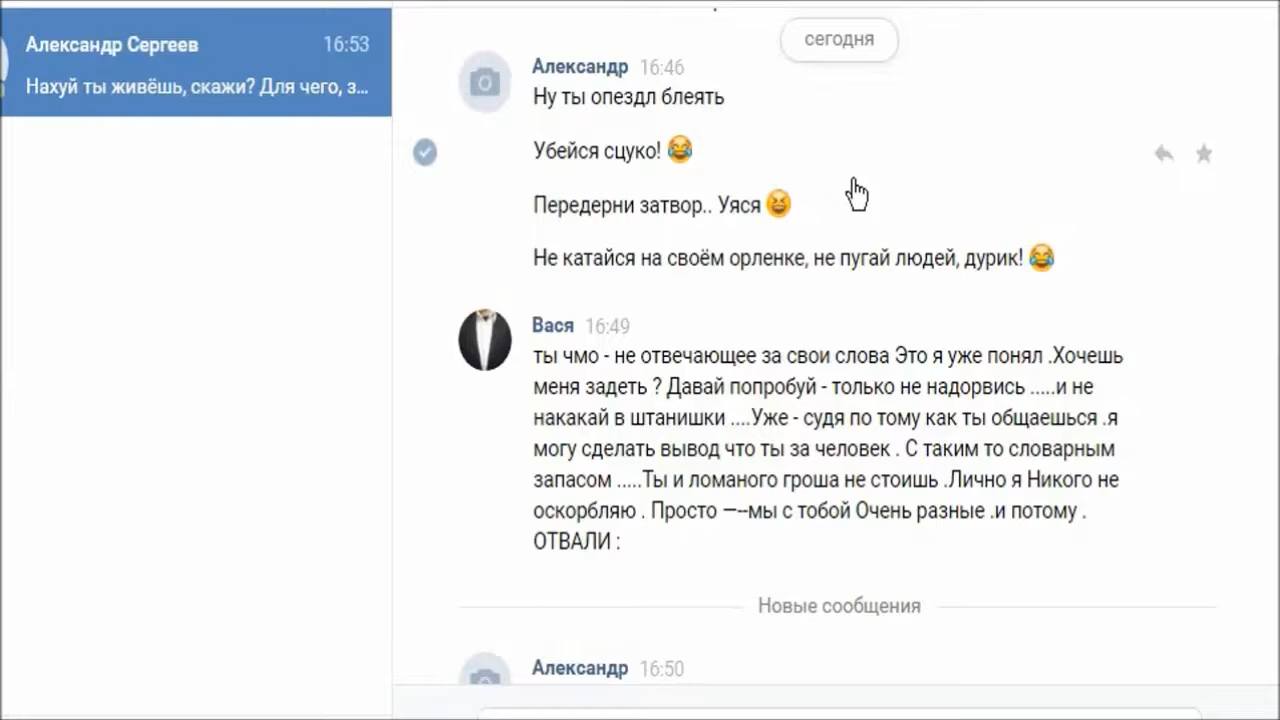 Александр Сергеев 16:53
Нахуй ты живёшь, скажи? Для чего, з...
сегодня
Александр 16:46
Ну ты опездл блеять
Убейся сцуко! 😂
Передерни затвор.. Уяся 😆
Не катайся на своём орленке, не пугай людей, дурик! 😂
Вася 16:49
ты чмо - не отвечающее за свои слова Это я уже понял .Хочешь
меня задеть ? Давай попробуй - только не надорвись .....и не
накакай в штанишки ....Уже - судя по тому как ты общаешься .я
могу сделать вывод что ты за человек . С таким то словарным
запасом .....Ты и ломаного гроша не стоишь .Лично я Никого не
оскорбляю . Просто —--мы с тобой Очень разные .и потому .
ОТВАЛИ :
Новые сообщения
Александр 16:50